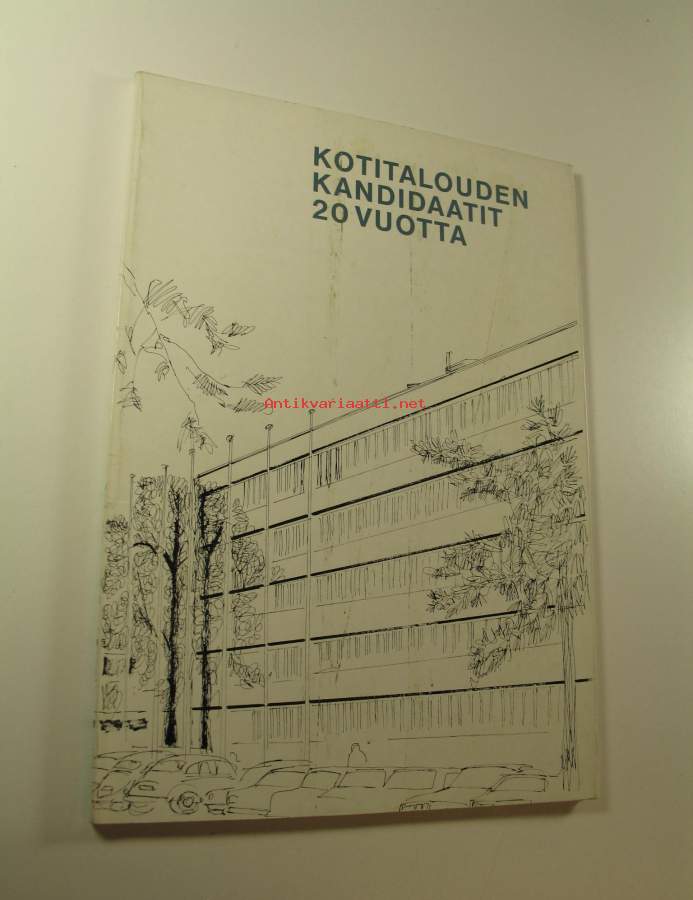 KOTITALOUDEN
KANDIDAATIT
20 VUOTTA
Antikvariaatti.net